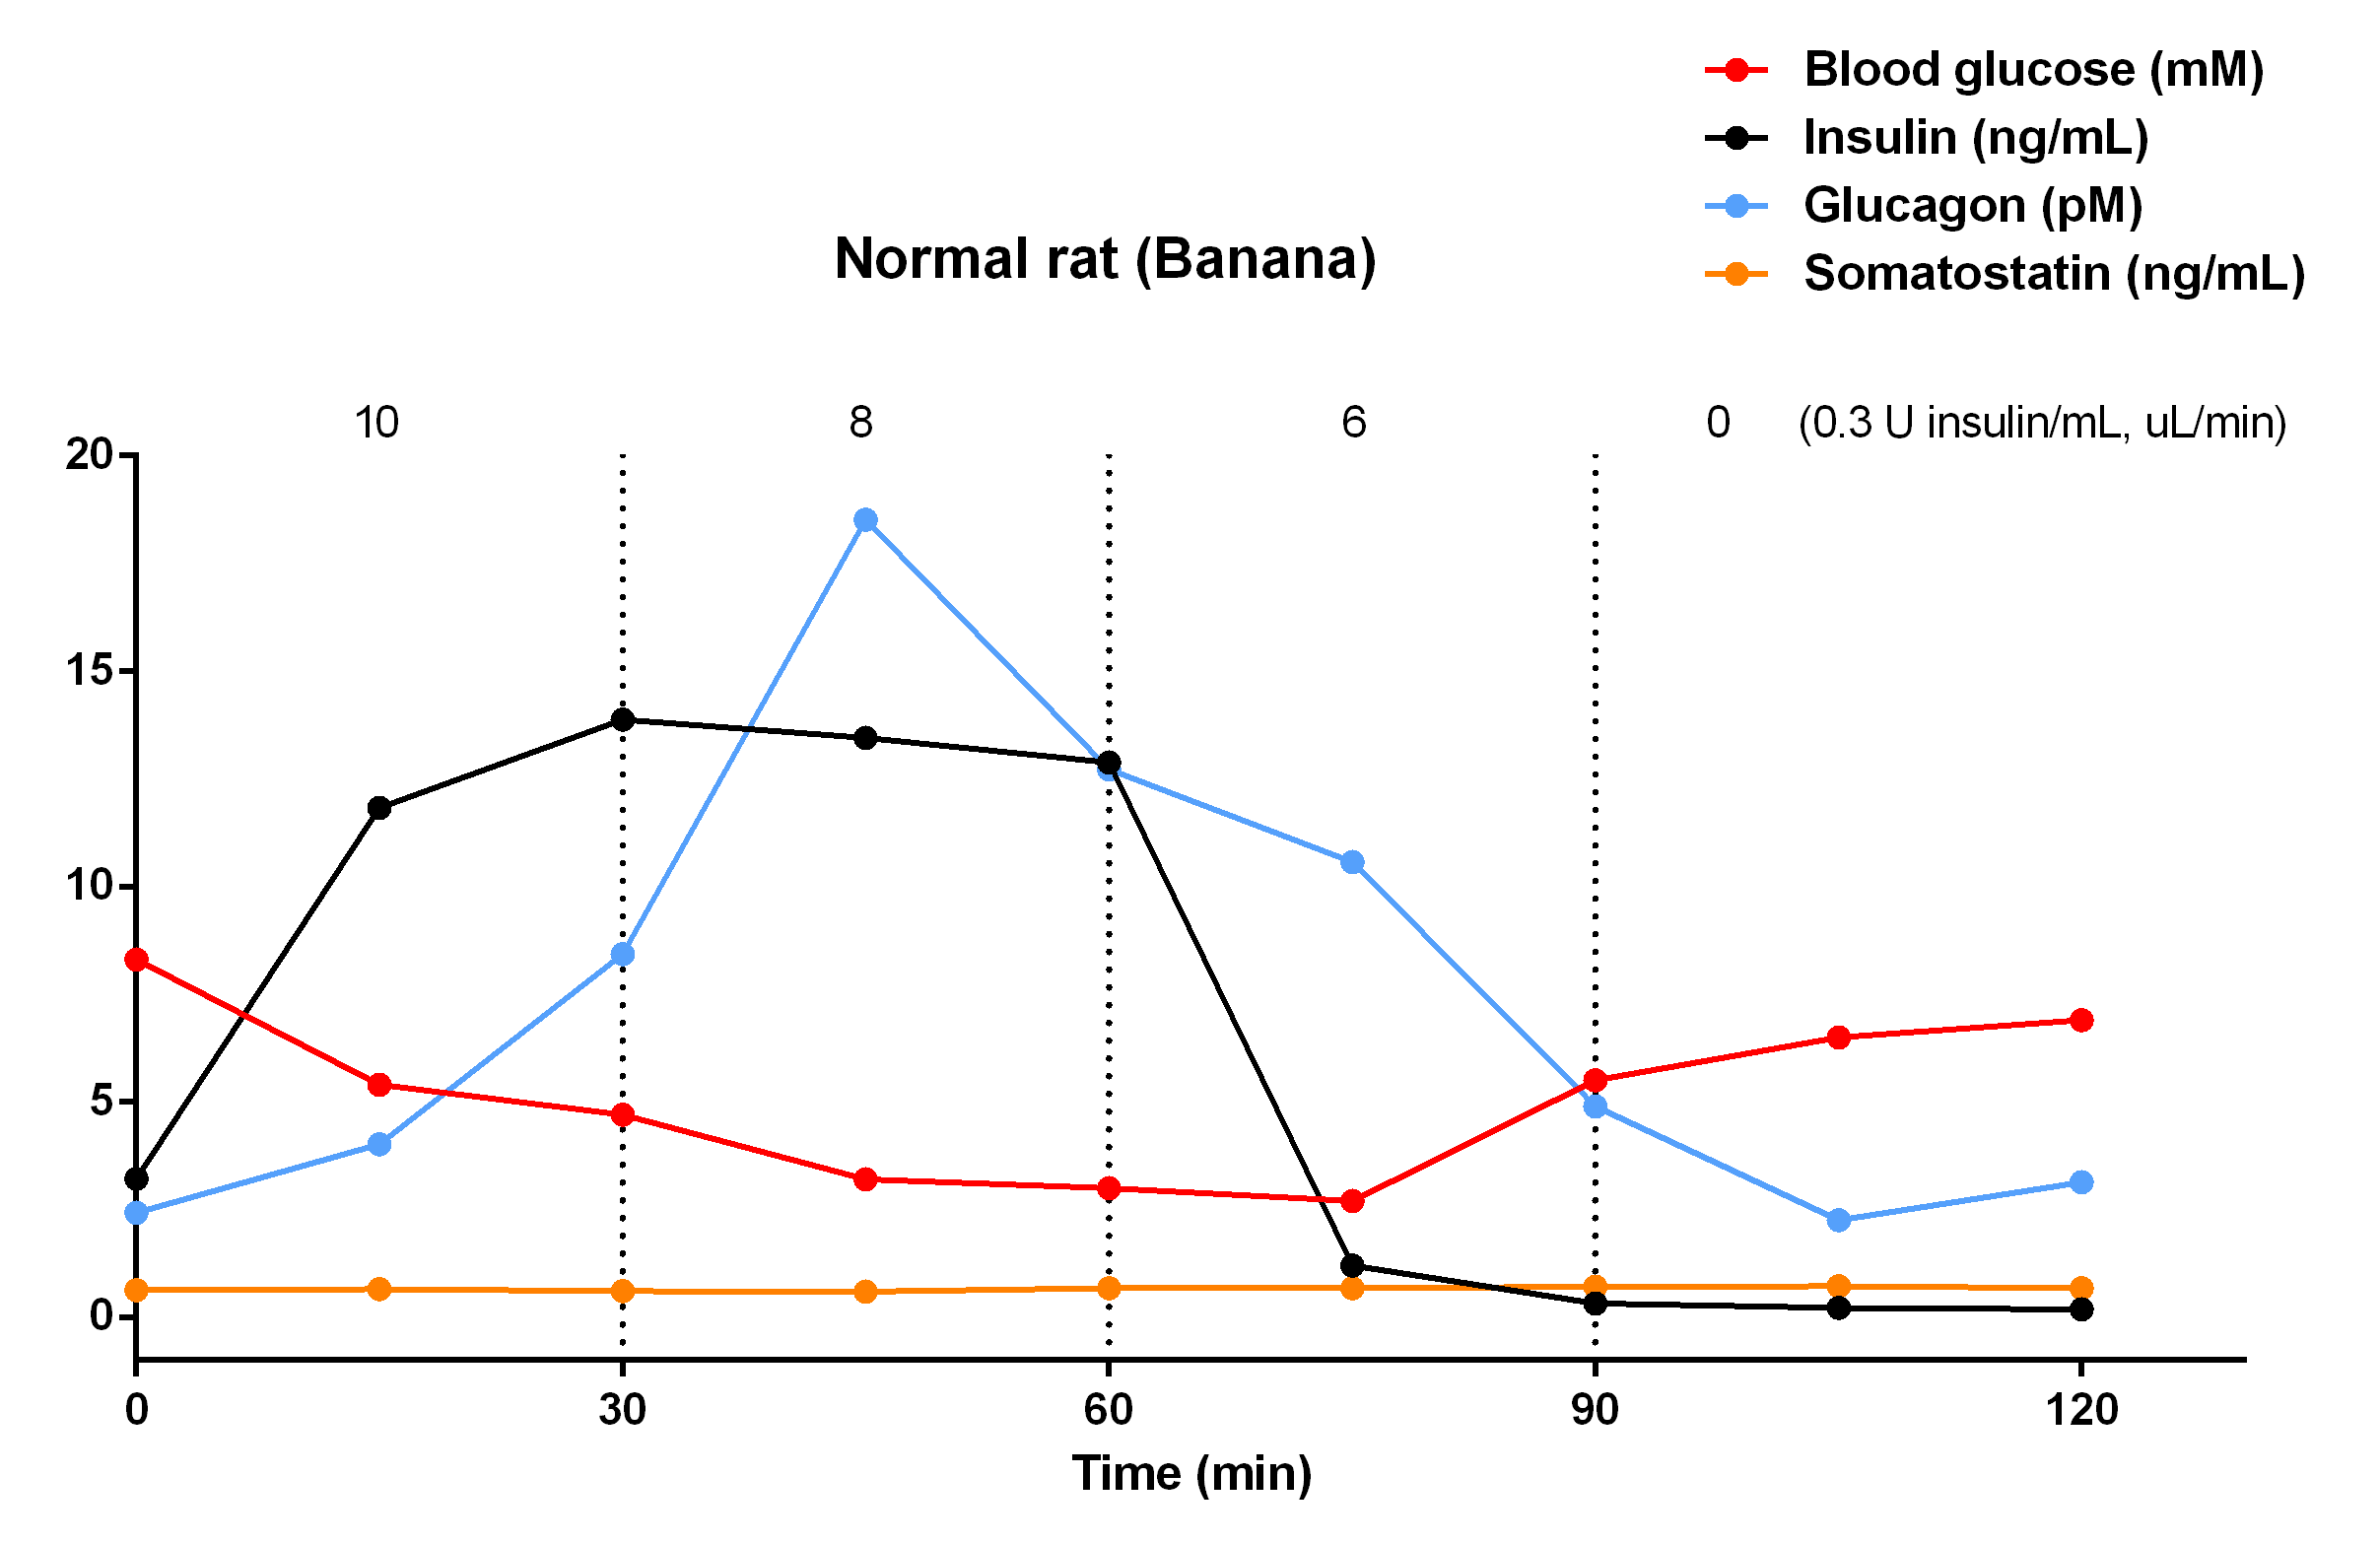 Blood glucose (mM)
Insulin (ng/mL)
Glucagon (pM)
Somatostatin (ng/mL)
Normal rat (Banana)
10 8 6 0 (0.3 U insulin/mL, uL/min)
20
15
10
5
0
0 30 60 90 120
Time (min)